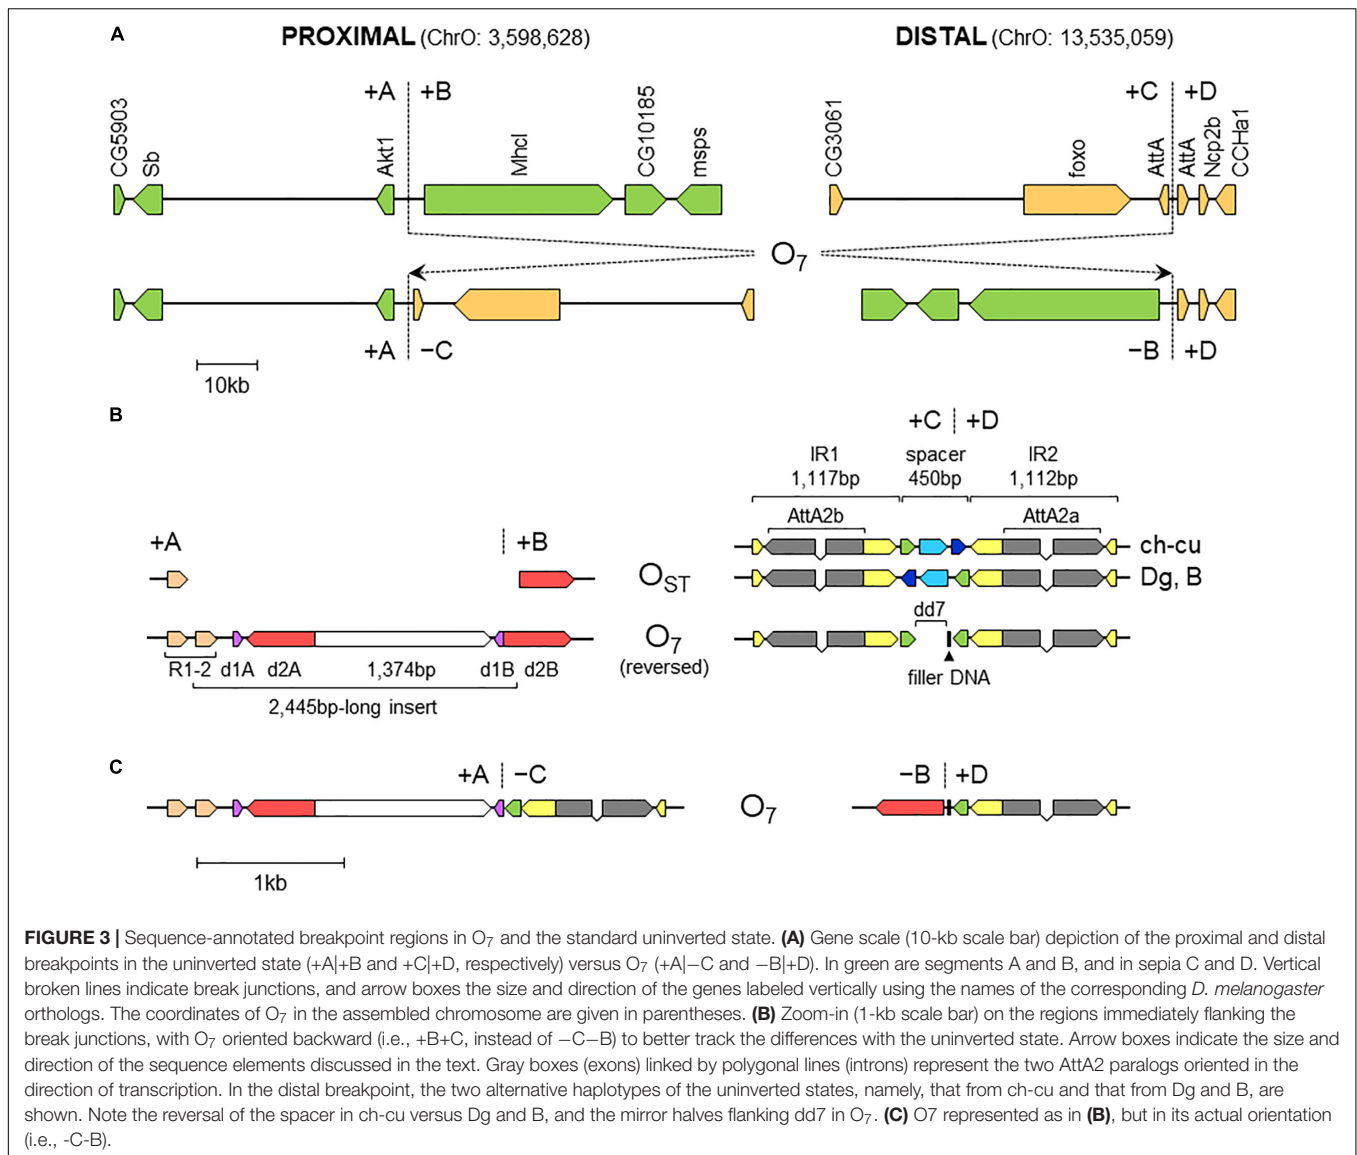 A
PROXIMAL (ChrO: 3,598,628)
DISTAL (ChrO: 13,535,059)
+A
+B
+C
+D
CG5903
Sb
Akt1
Mhcl
CG10185
msps
CG3061
foxo
AttA
AttA
Ncp2b
CCHa1
O7
+A
−C
−B
+D
10kb
B
+C
+D
IR1
1,117bp
spacer
450bp
IR2
1,112bp
AttA2b
AttA2a
+A
+B
OST
ch-cu
Dg, B
dd7
O7
(reversed)
R1-2
d1A
d2A
1,374bp
d1B
d2B
filler DNA
2,445bp-long insert
C
+A
−C
−B
+D
O7
1kb
FIGURE 3 | Sequence-annotated breakpoint regions in O7 and the standard uninverted state. (A) Gene scale (10-kb scale bar) depiction of the proximal and distal
breakpoints in the uninverted state (+A|+B and +C|+D, respectively) versus O7 (+A|−C and −B|+D). In green are segments A and B, and in sepia C and D. Vertical
broken lines indicate break junctions, and arrow boxes the size and direction of the genes labeled vertically using the names of the corresponding D. melanogaster
orthologs. The coordinates of O7 in the assembled chromosome are given in parentheses. (B) Zoom-in (1-kb scale bar) on the regions immediately flanking the
break junctions, with O7 oriented backward (i.e., +B+C, instead of −C−B) to better track the differences with the uninverted state. Arrow boxes indicate the size and
direction of the sequence elements discussed in the text. Gray boxes (exons) linked by polygonal lines (introns) represent the two AttA2 paralogs oriented in the
direction of transcription. In the distal breakpoint, the two alternative haplotypes of the uninverted states, namely, that from ch-cu and that from Dg and B, are
shown. Note the reversal of the spacer in ch-cu versus Dg and B, and the mirror halves flanking dd7 in O7. (C) O7 represented as in (B), but in its actual orientation
(i.e., -C-B).